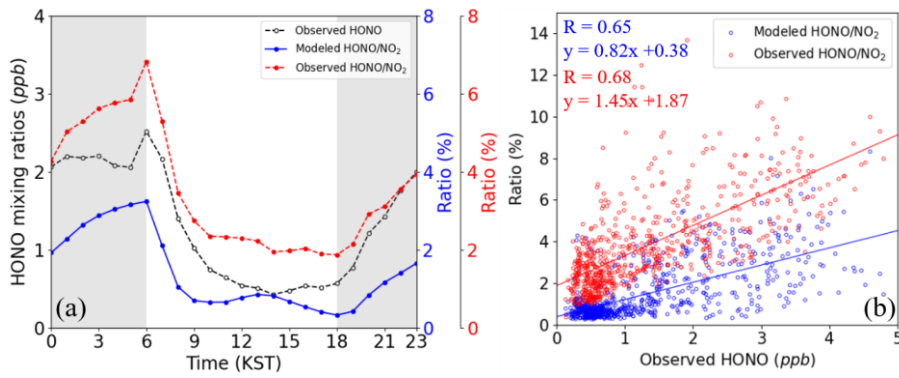 4
3
2
1
0
HONO mixing ratios (ppb)
Observed HONO
Modeled HONO/NO2
Observed HONO/NO2
(a)
0 3 6 9 12 15 18 21 23
Time (KST)
8
6
4
2
0
Ratio (%)
8
6
4
2
0
Ratio (%)
R = 0.65
y = 0.82x +0.38
R = 0.68
y = 1.45x +1.87
Modeled HONO/NO2
Observed HONO/NO2
14
12
10
8
6
4
2
0
Ratio (%)
(b)
0 1 2 3 4 5
Observed HONO (ppb)